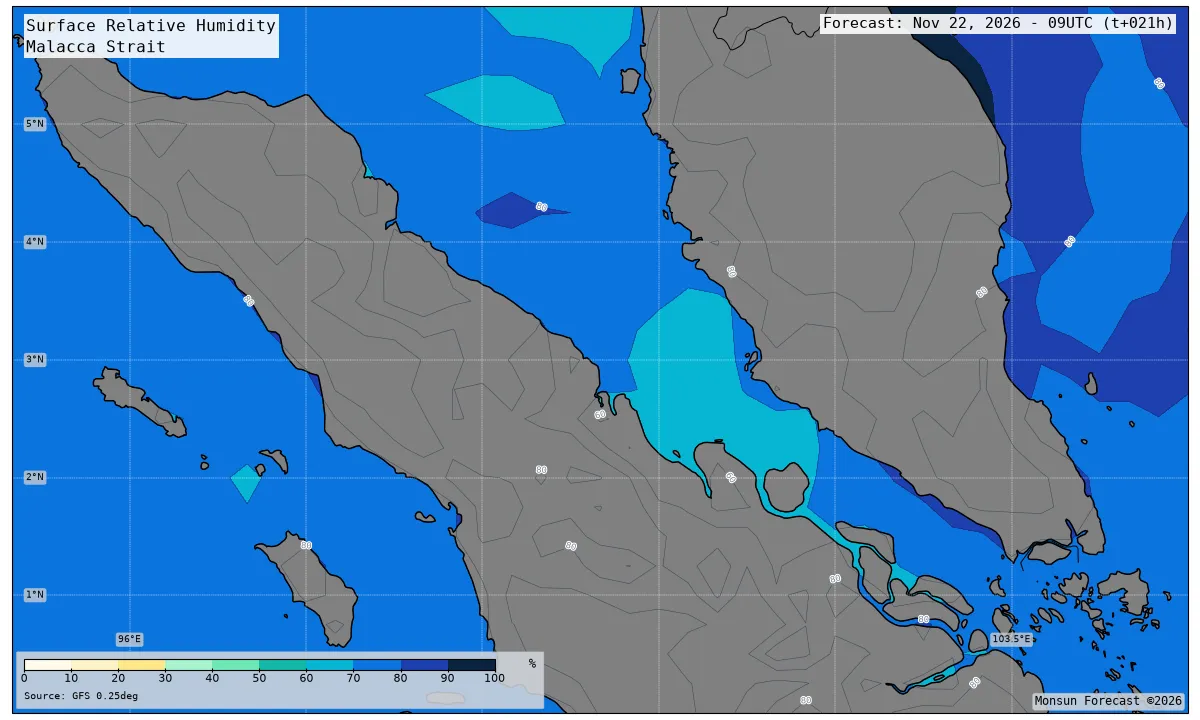 Surface Relative Humidity
Malacca Strait
Forecast: Nov 22, 2026 - 09UTC (t+021h)
80
5°N
80
4°N
80
80
80
80
3°N
60
80
2°N
60
80
80
1°N
80
80
96°E
103.5°E
80
80
%
0 10 20 30 40 50 60 70 80 90 100
Source: GFS 0.25deg
Monsun Forecast ©2026